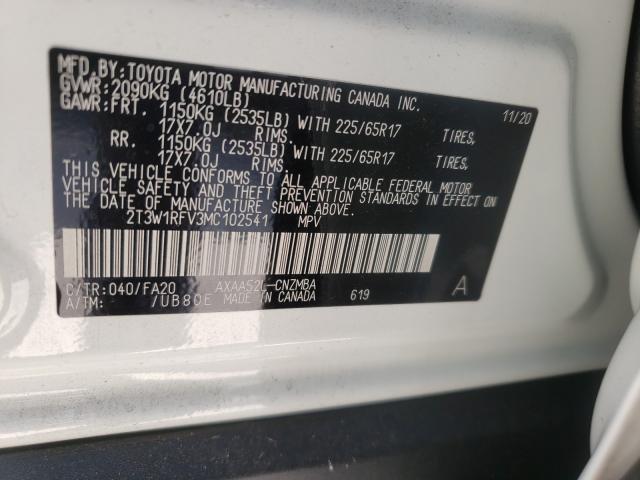 MFD. BY: TOYOTA MOTOR MANUFACTURING CANADA INC.
GVWR: 2090KG (4610LB) 11/20
GAWR: FRT. 1150KG (2535LB) WITH 225/65R17 TIRES,
17X7.0J RIMS.
RR. 1150KG (2535LB) WITH 225/65R17 TIRES,
17X7.0J RIMS.
THIS VEHICLE CONFORMS TO ALL APPLICABLE FEDERAL MOTOR
VEHICLE SAFETY AND THEFT PREVENTION STANDARDS IN EFFECT ON
THE DATE OF MANUFACTURE SHOWN ABOVE.
2T3W1RFV3MC102541 MPV
C/TR: 040/FA20 AXAA52L-CNZMBA A
A/TM: /UB80E MADE IN CANADA 619